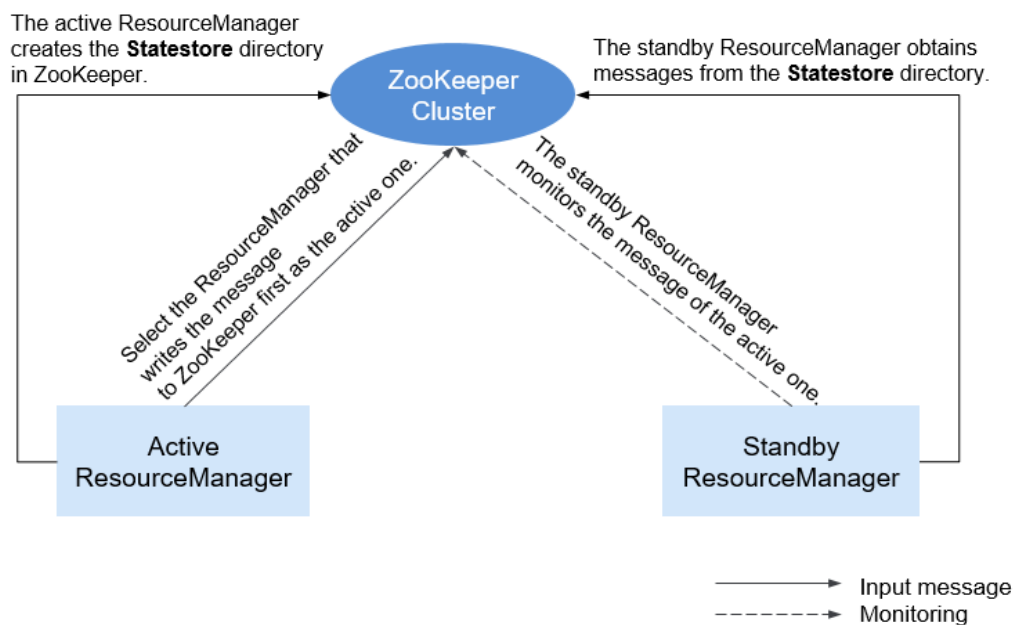 The active ResourceManager
creates the Statestore directory
in ZooKeeper.
The standby ResourceManager obtains
messages from the Statestore directory.
ZooKeeper
Cluster
Select the ResourceManager that
writes the message
to ZooKeeper first as the active one.
The standby ResourceManager
monitors the message of the active one.
Active
ResourceManager
Standby
ResourceManager
Input message
Monitoring